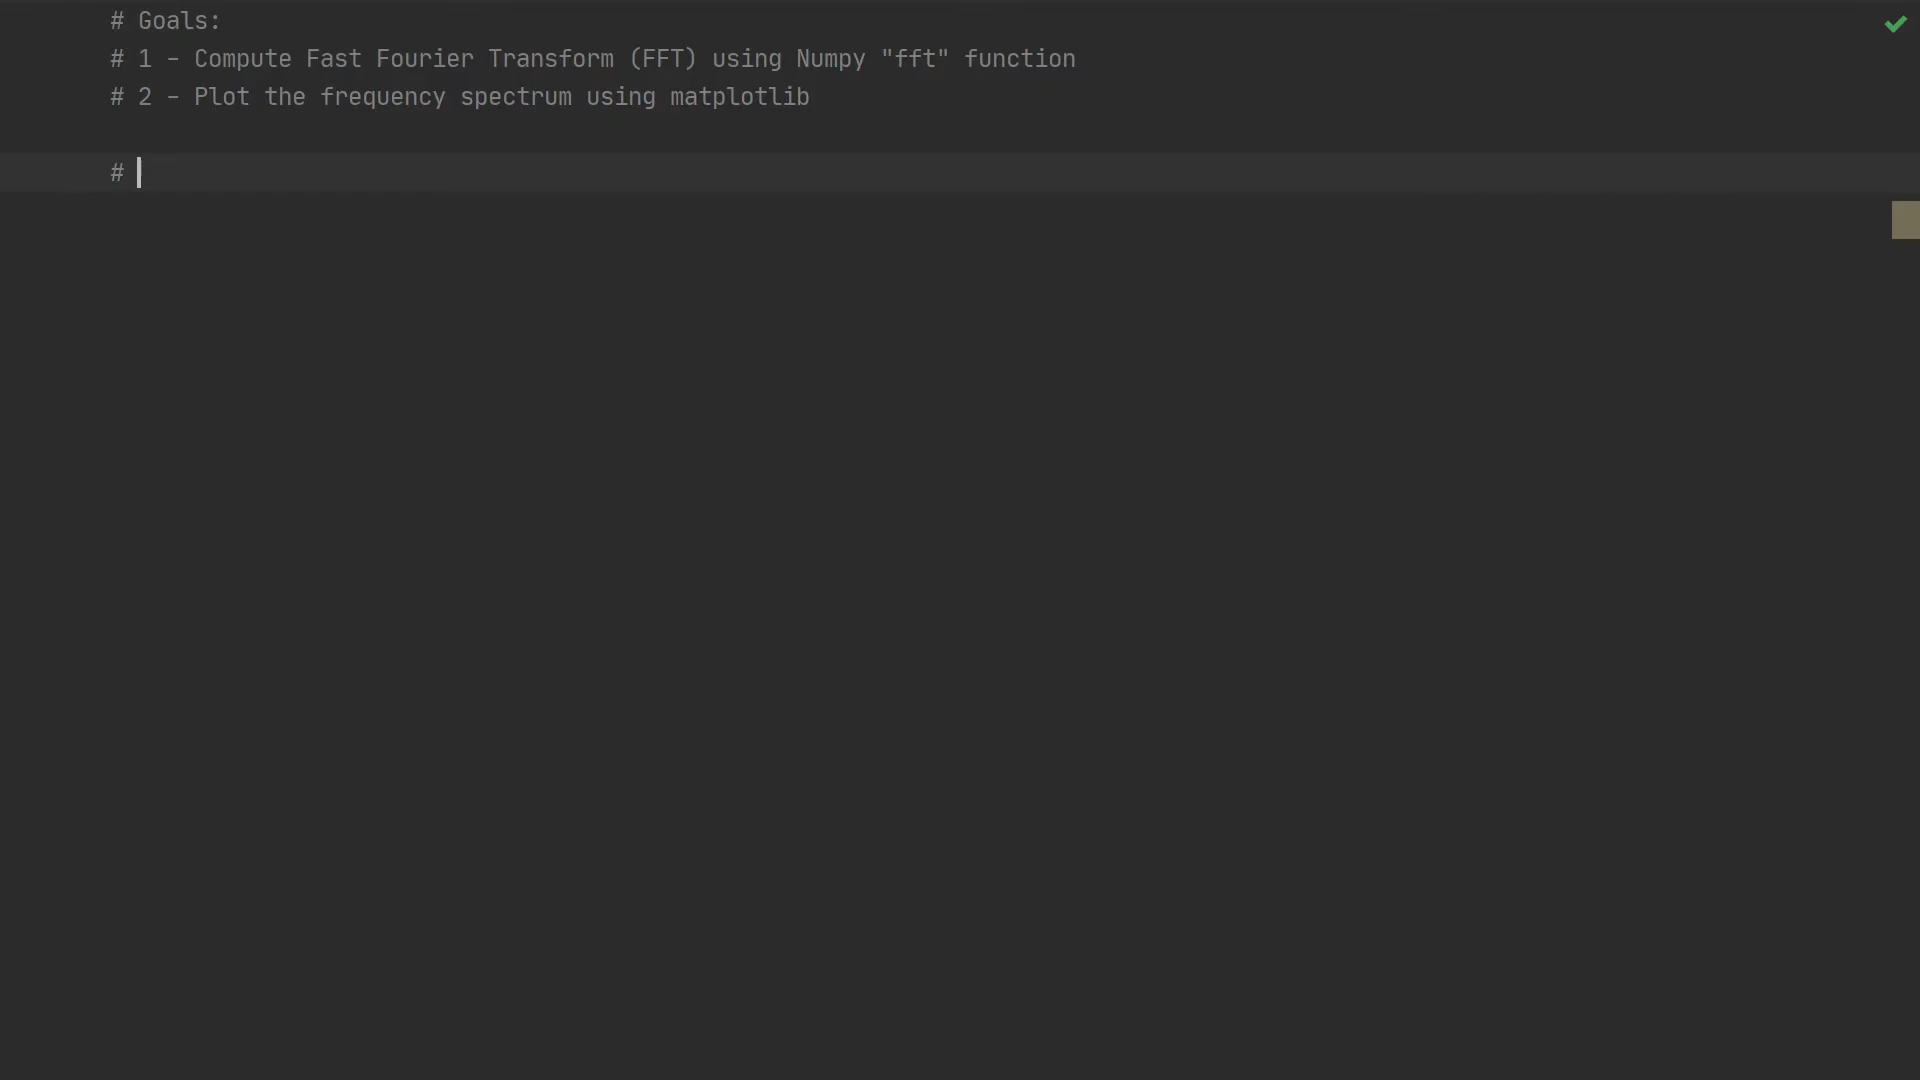 # Goals:
# 1 - Compute Fast Fourier Transform (FFT) using Numpy "fft" function
# 2 - Plot the frequency spectrum using matplotlib
#